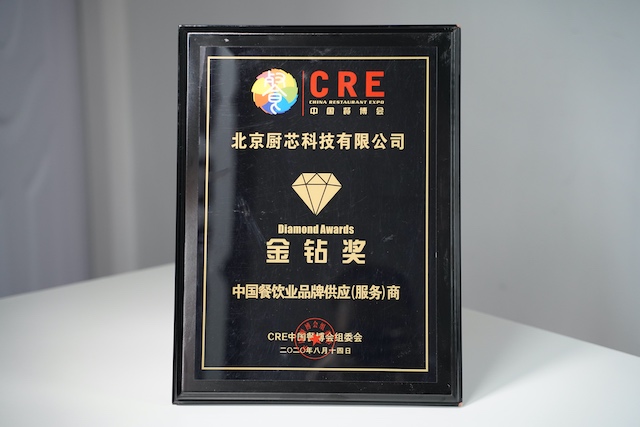 餐
CRE
CHINA RESTAURANT EXPO
中国餐博会
北京厨芯科技有限公司
Diamond Awards
金钻奖
中国餐饮业品牌供应(服务)商
CRE中国餐博会组委会
二〇二〇年八月十四日